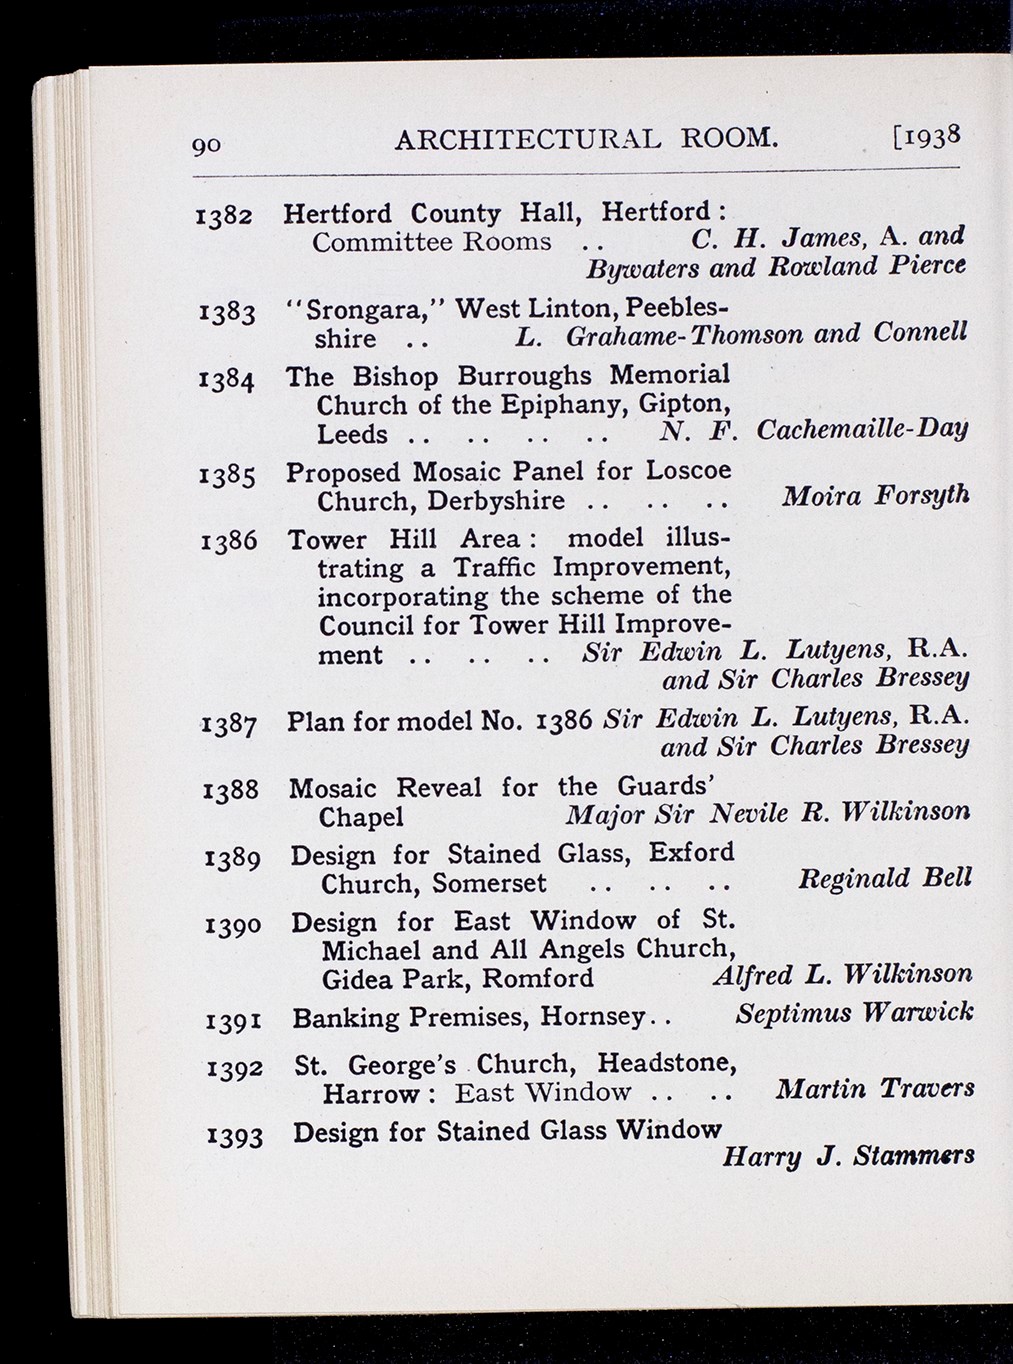 90 ARCHITECTURAL ROOM. [1938
1382 Hertford County Hall, Hertford :
Committee Rooms .. C. H. James, A. and
Bywaters and Rowland Pierce
1383 "Srongara," West Linton, Peebles-
shire .. L. Grahame-Thomson and Connell
1384 The Bishop Burroughs Memorial
Church of the Epiphany, Gipton,
Leeds .. .. .. .. N. F. Cachemaille-Day
1385 Proposed Mosaic Panel for Loscoe
Church, Derbyshire .. .. .. Moira Forsyth
1386 Tower Hill Area : model illus-
trating a Traffic Improvement,
incorporating the scheme of the
Council for Tower Hill Improve-
ment .. .. .. Sir Edwin L. Lutyens, R.A.
and Sir Charles Bressey
1387 Plan for model No. 1386 Sir Edwin L. Lutyens, R.A.
and Sir Charles Bressey
1388 Mosaic Reveal for the Guards'
Chapel Major Sir Nevile R. Wilkinson
1389 Design for Stained Glass, Exford
Church, Somerset .. .. .. Reginald Bell
1390 Design for East Window of St.
Michael and All Angels Church,
Gidea Park, Romford Alfred L. Wilkinson
1391 Banking Premises, Hornsey.. Septimus Warwick
1392 St. George's Church, Headstone,
Harrow : East Window .. .. Martin Travers
1393 Design for Stained Glass Window
Harry J. Stammers